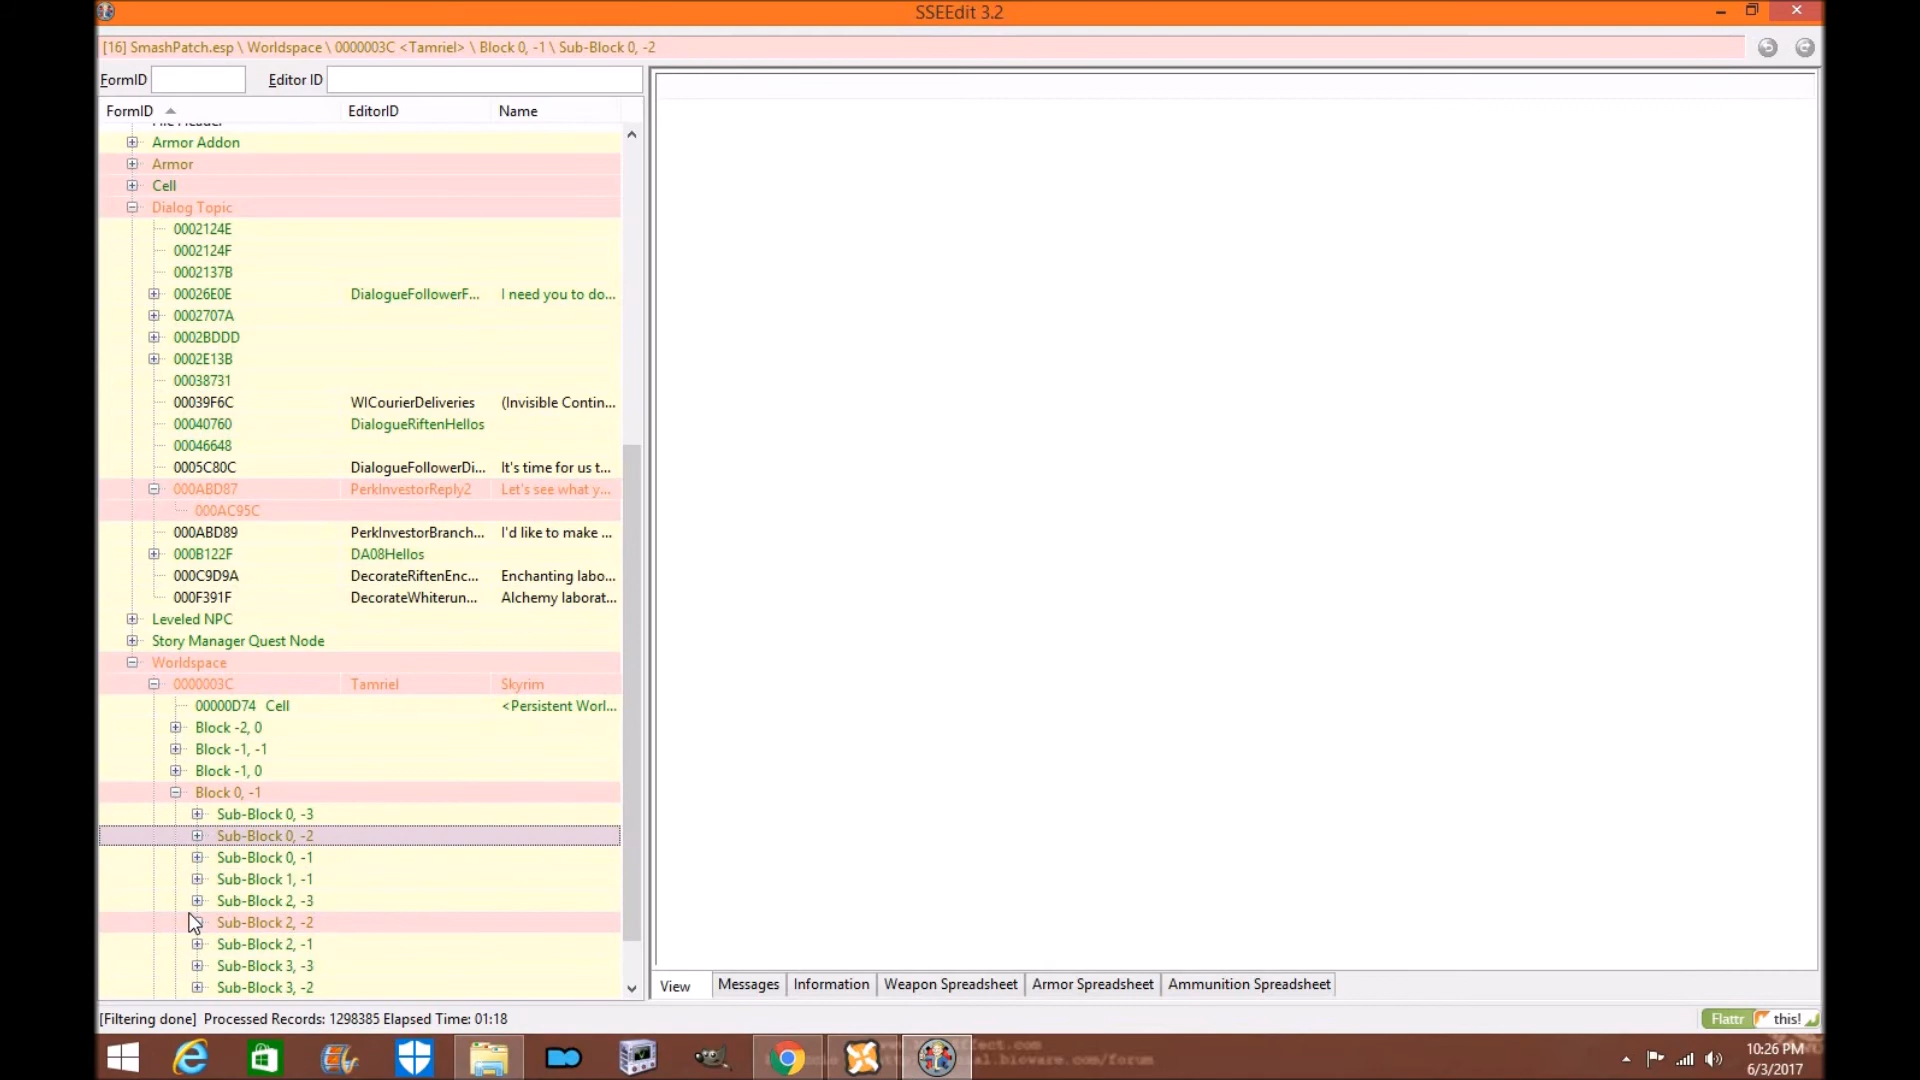 SSEEdit 3.2
[16] SmashPatch.esp \ Worldspace \ 0000003C <Tamriel> \ Block 0, -1 \ Sub-Block 0, -2
FormID Editor ID
FormID EditorID Name
File Header
Armor Addon
Armor
Cell
Dialog Topic
0002124E
0002124F
0002137B
00026E0E DialogueFollowerF... I need you to do...
0002707A
0002BDDD
0002E13B
00038731
00039F6C WICourierDeliveries (Invisible Contin...
00040760 DialogueRiftenHellos
00046648
0005C80C DialogueFollowerDi... It's time for us t...
000ABD87 PerkInvestorReply2 Let's see what y...
000AC95C
000ABD89 PerkInvestorBranch... I'd like to make ...
000B122F DA08Hellos
000C9D9A DecorateRiftenEnc... Enchanting labo...
000F391F DecorateWhiterun... Alchemy laborat...
Leveled NPC
Story Manager Quest Node
Worldspace
0000003C Tamriel Skyrim
00000D74 Cell <Persistent Worl...
Block -2, 0
Block -1, -1
Block -1, 0
Block 0, -1
Sub-Block 0, -3
Sub-Block 0, -2
Sub-Block 0, -1
Sub-Block 1, -1
Sub-Block 2, -3
Sub-Block 2, -2
Sub-Block 2, -1
Sub-Block 3, -3
Sub-Block 3, -2
View Messages Information Weapon Spreadsheet Armor Spreadsheet Ammunition Spreadsheet
[Filtering done] Processed Records: 1298385 Elapsed Time: 01:18
Flattr this!
10:26 PM
6/3/2017